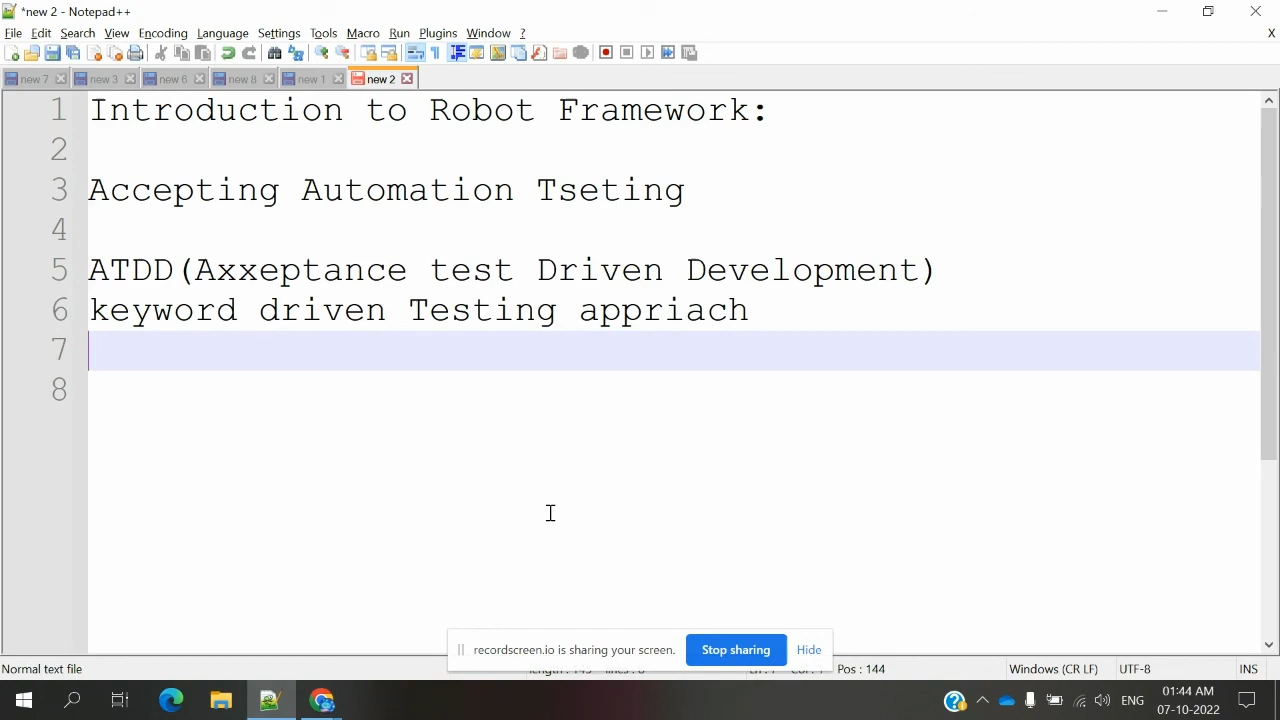 *new 2 - Notepad++
File Edit Search View Encoding Language Settings Tools Macro Run Plugins Window ? X
new 7 new 3 new 6 new 8 new 1 new 2
1 Introduction to Robot Framework:
2
3 Accepting Automation Tseting
4
5 ATDD(Axxeptance test Driven Development)
6 keyword driven Testing appriach
7
8
recordscreen.io is sharing your screen. Stop sharing Hide
Normal text file Pos : 144 Windows (CR LF) UTF-8 INS
ENG 01:44 AM
07-10-2022